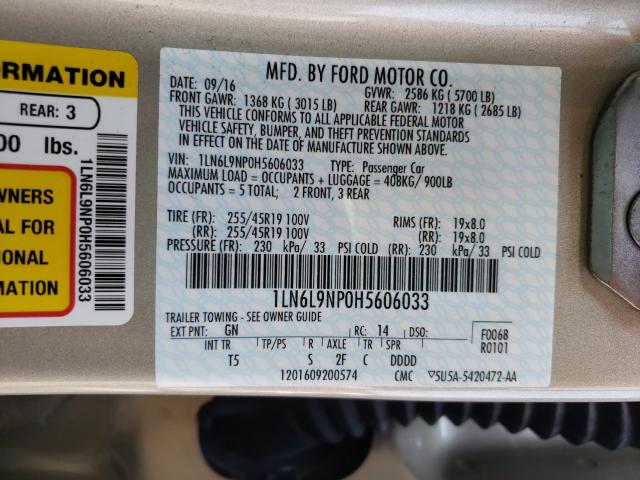 ORMATION
REAR: 3
00 lbs.
WNERS
AL FOR
IONAL
MATION
1LN6L9NP0H5606033
MFD. BY FORD MOTOR CO.
DATE: 09/16 GVWR: 2586 KG ( 5700 LB)
FRONT GAWR: 1368 KG ( 3015 LB) REAR GAWR: 1218 KG ( 2685 LB)
THIS VEHICLE CONFORMS TO ALL APPLICABLE FEDERAL MOTOR
VEHICLE SAFETY, BUMPER, AND THEFT PREVENTION STANDARDS
IN EFFECT ON THE DATE OF MANUFACTURE SHOWN ABOVE.
VIN: 1LN6L9NP0H5606033 TYPE: Passenger Car
MAXIMUM LOAD = OCCUPANTS + LUGGAGE = 408KG/ 900LB
OCCUPANTS = 5 TOTAL; 2 FRONT, 3 REAR
TIRE (FR): 255/45R19 100V RIMS (FR): 19x8.0
(RR): 255/45R19 100V (RR): 19x8.0
PRESSURE (FR): 230 kPa/ 33 PSI COLD (RR): 230 kPa/ 33 PSI COLD
1LN6L9NP0H5606033
TRAILER TOWING - SEE OWNER GUIDE
EXT PNT: GN RC: 14 DSO: F0068
R0101
INT TR TP/PS R AXLE TR SPR
T5 S 2F C DDDD
1201609200574 CMC ▽5U5A-5420472-AA